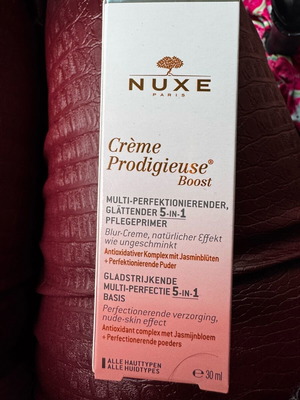 NUXE
PARIS
Crème
Prodigieuse®
Boost
MULTI-PERFEKTIONIERENDER,
GLÄTTENDER 5-IN-1
PFLEGEPRIMER
Blur-Creme, natürlicher Effekt
wie ungeschminkt
Antioxidativer Komplex mit Jasminblüten
+ Perfektionierende Puder
GLADSTRIJKENDE
MULTI-PERFECTIE 5-IN-1
BASIS
Perfectionerende verzorging,
nude-skin effect
Antioxidant complex met Jasmijnbloem
+ Perfectionerende poeders
ALLE HAUTTYPEN
ALLE HUIDTYPES
℮ 30 ml